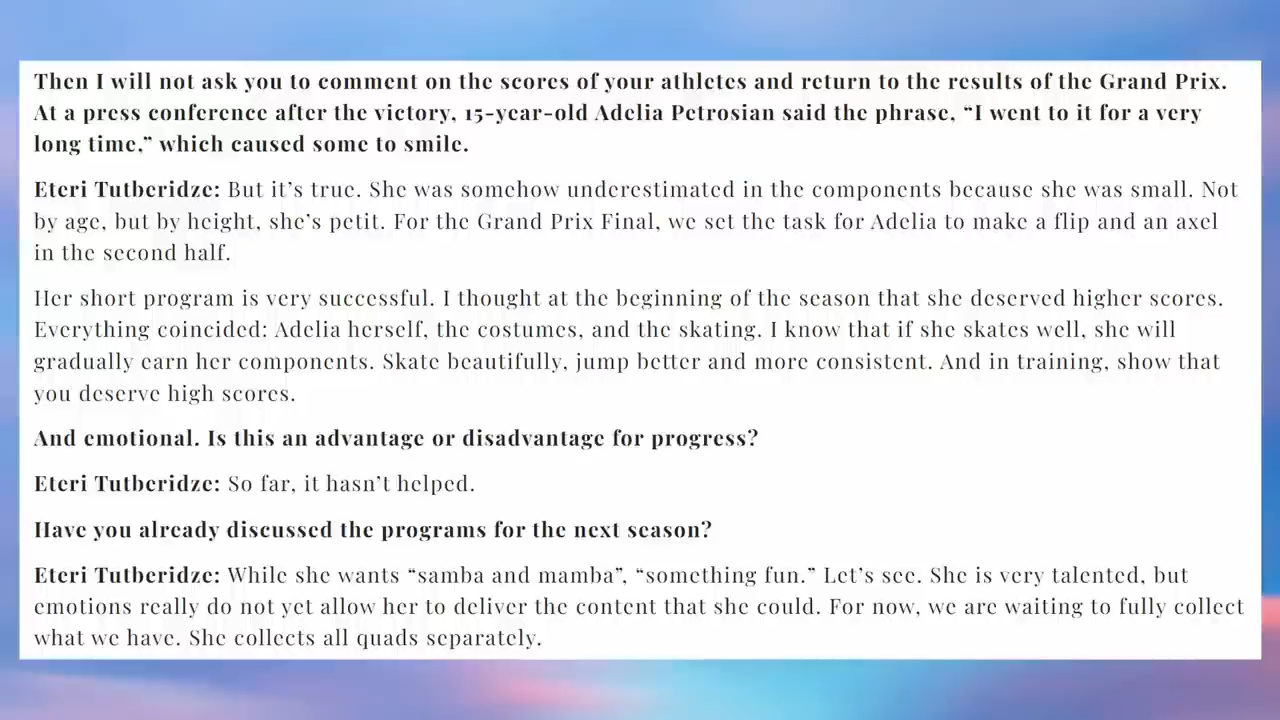 Then I will not ask you to comment on the scores of your athletes and return to the results of the Grand Prix.
At a press conference after the victory, 15-year-old Adelia Petrosian said the phrase, “I went to it for a very
long time,” which caused some to smile.
Eteri Tutberidze: But it’s true. She was somehow underestimated in the components because she was small. Not
by age, but by height, she’s petit. For the Grand Prix Final, we set the task for Adelia to make a flip and an axel
in the second half.
Her short program is very successful. I thought at the beginning of the season that she deserved higher scores.
Everything coincided: Adelia herself, the costumes, and the skating. I know that if she skates well, she will
gradually earn her components. Skate beautifully, jump better and more consistent. And in training, show that
you deserve high scores.
And emotional. Is this an advantage or disadvantage for progress?
Eteri Tutberidze: So far, it hasn’t helped.
Have you already discussed the programs for the next season?
Eteri Tutberidze: While she wants “samba and mamba”, “something fun.” Let’s see. She is very talented, but
emotions really do not yet allow her to deliver the content that she could. For now, we are waiting to fully collect
what we have. She collects all quads separately.